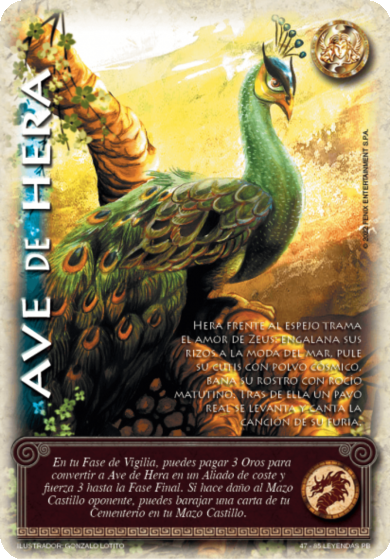 AVE DE HERA
HERA FRENTE AL ESPEJO TRAMA
EL AMOR DE ZEUS, ENGALANA SUS
RIZOS A LA MODA DEL MAR, PULE
SU CUTIS CON POLVO CÓSMICO,
BAÑA SU ROSTRO CON ROCÍO
MATUTINO; TRAS DE ELLA UN PAVO
REAL SE LEVANTA Y CANTA LA
CANCIÓN DE SU FURIA.
En tu Fase de Vigilia, puedes pagar 3 Oros para
convertir a Ave de Hera en un Aliado de coste y
fuerza 3 hasta la Fase Final. Si hace daño al Mazo
Castillo oponente, puedes barajar una carta de tu
Cementerio en tu Mazo Castillo.
ILUSTRADOR: GONZALO LOTITO
LEYENDAS
FENIX ENTERTAINMENT S.P.A.